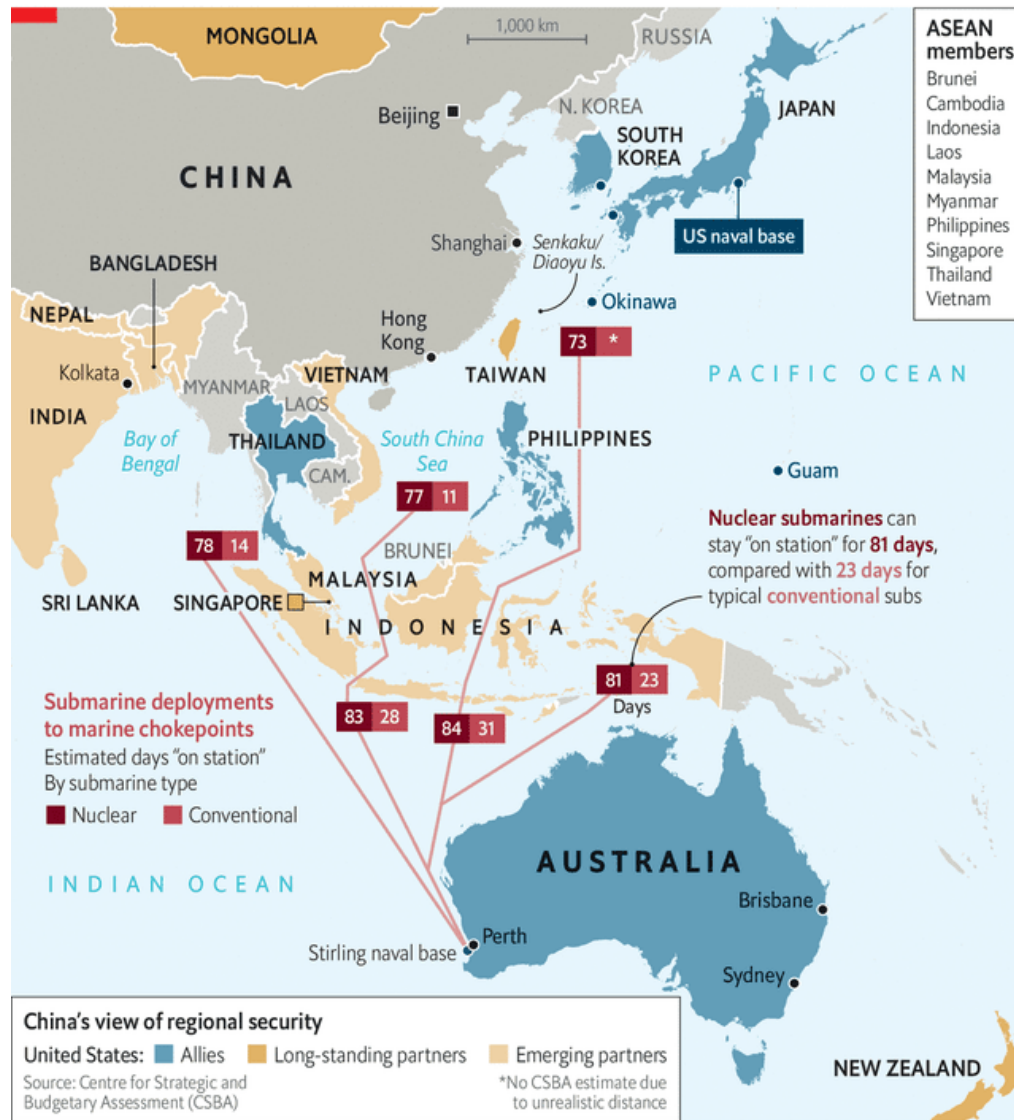 MONGOLIA
1,000 km
RUSSIA
ASEAN
members
Brunei
Cambodia
Indonesia
Laos
Malaysia
Myanmar
Philippines
Singapore
Thailand
Vietnam
Beijing
N. KOREA
JAPAN
SOUTH
KOREA
CHINA
US naval base
Shanghai
Senkaku/
Diaoyu Is.
BANGLADESH
Okinawa
NEPAL
Hong
Kong
73 *
Kolkata
MYANMAR
VIETNAM
TAIWAN
PACIFIC OCEAN
LAOS
INDIA
Bay of
Bengal
THAILAND
South China
Sea
PHILIPPINES
CAM.
Guam
77 11
Nuclear submarines can
stay "on station" for 81 days,
compared with 23 days for
typical conventional subs
78 14
BRUNEI
MALAYSIA
SRI LANKA
SINGAPORE
INDONESIA
81 23
Days
Submarine deployments
to marine chokepoints
Estimated days "on station"
By submarine type
Nuclear Conventional
83 28
84 31
AUSTRALIA
INDIAN OCEAN
Brisbane
Perth
Stirling naval base
Sydney
China's view of regional security
United States: Allies Long-standing partners Emerging partners
Source: Centre for Strategic and
Budgetary Assessment (CSBA)
*No CSBA estimate due
to unrealistic distance
NEW ZEALAND